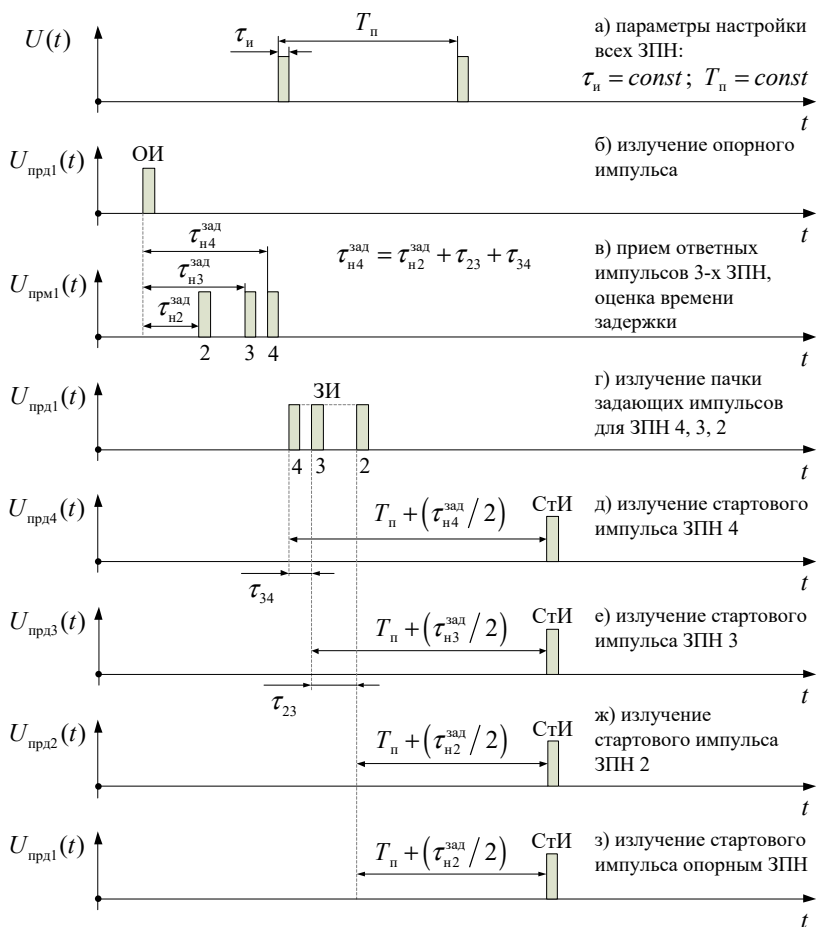 U(t)
τи
Tп
t
а) параметры настройки
всех ЗПН:
τи = const; Tп = const
Uпрд1(t)
ОИ
t
б) излучение опорного
импульса
Uпрм1(t)
τн4зад
τн3зад
τн2зад
τн4зад = τн2зад + τ23 + τ34
2 3 4
t
в) прием ответных
импульсов 3-х ЗПН,
оценка времени
задержки
Uпрд1(t)
ЗИ
4 3 2
t
г) излучение пачки
задающих импульсов
для ЗПН 4, 3, 2
Uпрд4(t)
Tп + (τн4зад / 2)
СтИ
τ34
t
д) излучение стартового
импульса ЗПН 4
Uпрд3(t)
Tп + (τн3зад / 2)
СтИ
τ23
t
е) излучение стартового
импульса ЗПН 3
Uпрд2(t)
Tп + (τн2зад / 2)
СтИ
t
ж) излучение
стартового импульса
ЗПН 2
Uпрд1(t)
Tп + (τн2зад / 2)
СтИ
t
з) излучение стартового
импульса опорным ЗПН